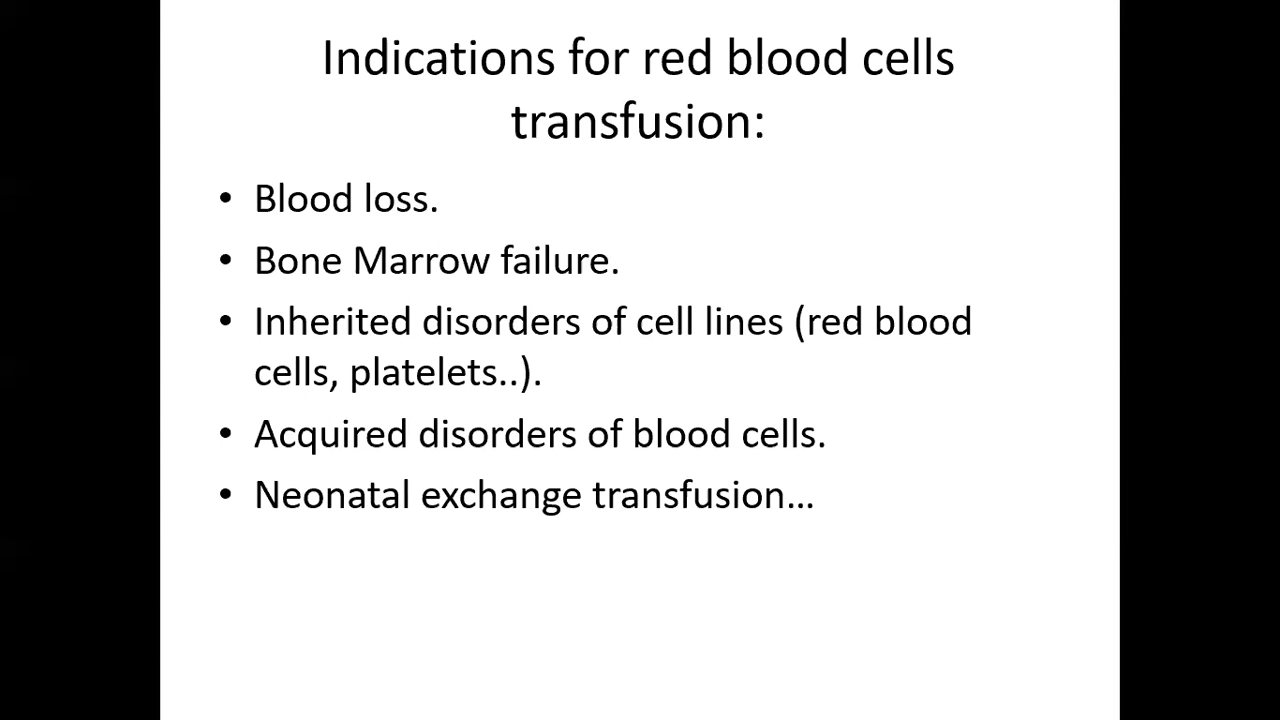 Indications for red blood cells
transfusion:
• Blood loss.
• Bone Marrow failure.
• Inherited disorders of cell lines (red blood
cells, platelets..).
• Acquired disorders of blood cells.
• Neonatal exchange transfusion…